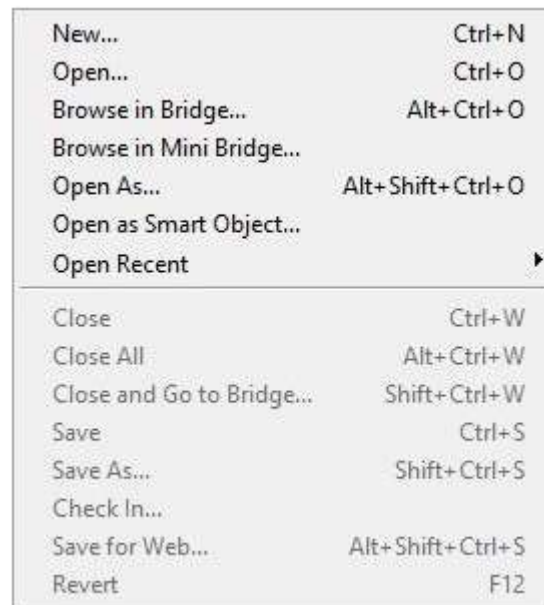 New... Ctrl+N
Open... Ctrl+O
Browse in Bridge... Alt+Ctrl+O
Browse in Mini Bridge...
Open As... Alt+Shift+Ctrl+O
Open as Smart Object...
Open Recent
Close Ctrl+W
Close All Alt+Ctrl+W
Close and Go to Bridge... Shift+Ctrl+W
Save Ctrl+S
Save As... Shift+Ctrl+S
Check In...
Save for Web... Alt+Shift+Ctrl+S
Revert F12